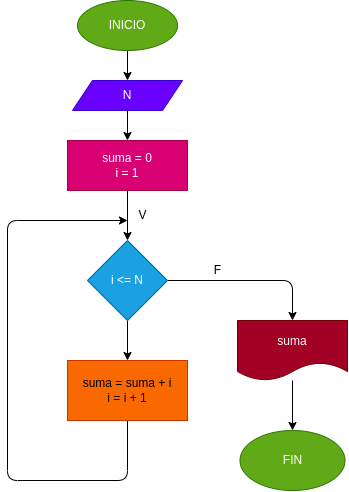 INICIO
N
suma = 0
i = 1
V
i <= N
F
suma = suma + i
i = i + 1
suma
FIN